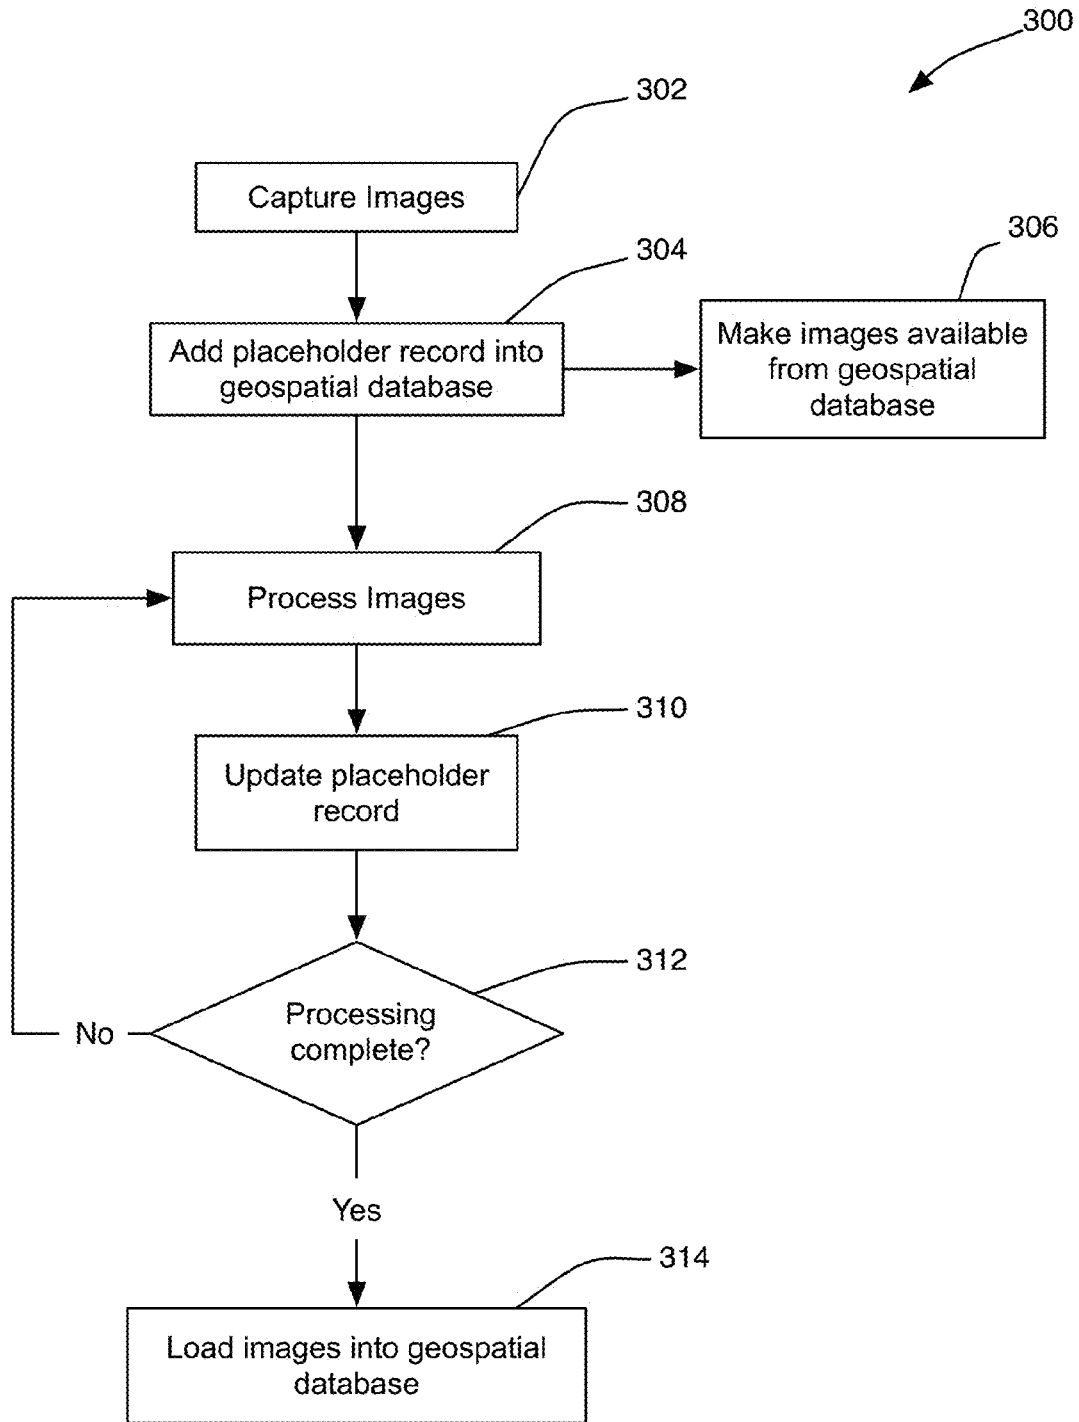 300
302
Capture Images
304
306
Add placeholder record into
geospatial database
Make images available
from geospatial
database
308
Process Images
310
Update placeholder
record
312
Processing
complete?
No
Yes
314
Load images into geospatial
database